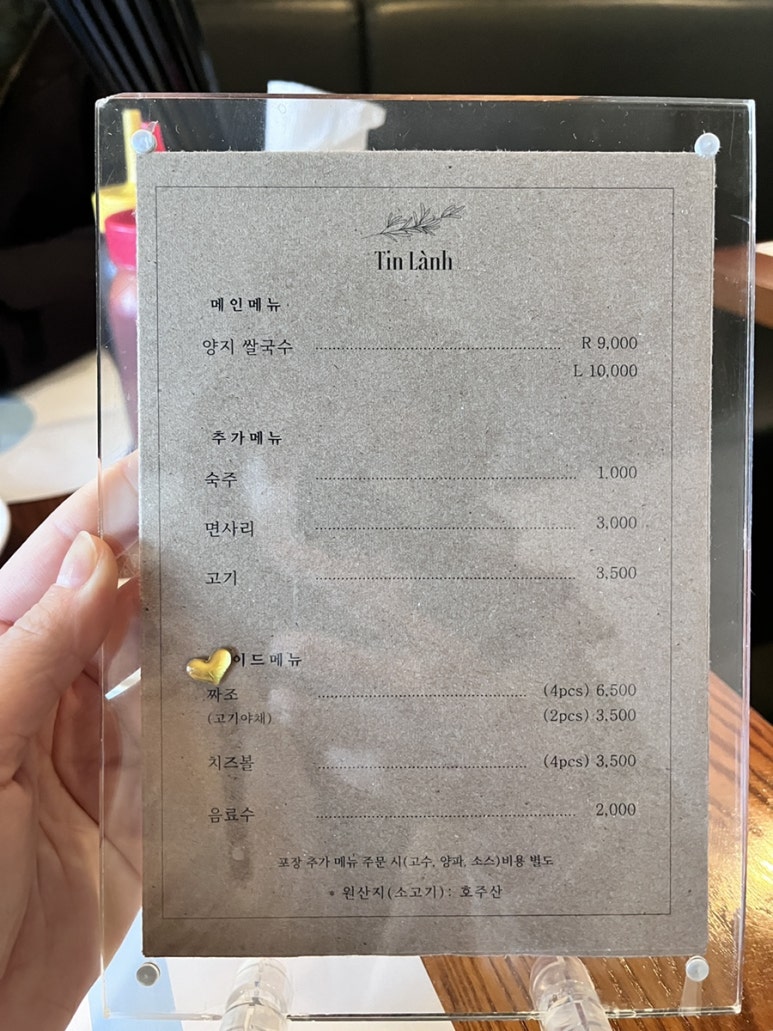 Tin Lành
메인메뉴
양지 쌀국수 R 9,000
L 10,000
추가메뉴
숙주 1.000
면사리 3,000
고기 3,500
이드메뉴
짜조 (4pcs) 6,500
(고기야채) (2pcs) 3,500
치즈볼 (4pcs) 3,500
음료수 2,000
포장 추가 메뉴 주문 시(고수, 양파, 소스)비용 별도
* 원산지(소고기) : 호주산